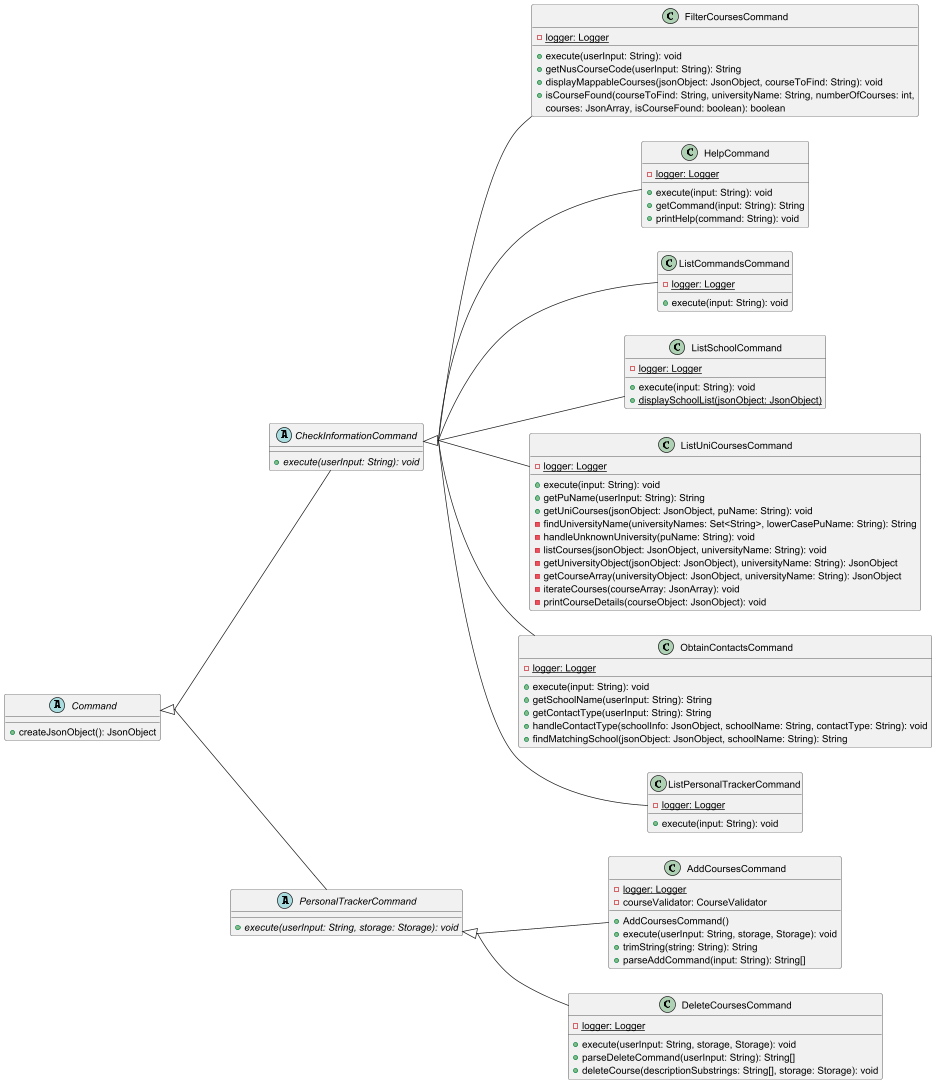 C FilterCoursesCommand
logger: Logger
execute(userInput: String): void
getNusCourseCode(userInput: String): String
displayMappableCourses(jsonObject: JsonObject, courseToFind: String): void
isCourseFound(courseToFind: String, universityName: String, numberOfCourses: int,
courses: JsonArray, isCourseFound: boolean): boolean
C HelpCommand
logger: Logger
execute(input: String): void
getCommand(input: String): String
printHelp(command: String): void
C ListCommandsCommand
logger: Logger
execute(input: String): void
C ListSchoolCommand
logger: Logger
execute(input: String): void
displaySchoolList(jsonObject: JsonObject)
A CheckInformationCommand
execute(userInput: String): void
C ListUniCoursesCommand
logger: Logger
execute(input: String): void
getPuName(userInput: String): String
getUniCourses(jsonObject: JsonObject, puName: String): void
findUniversityName(universityNames: Set<String>, lowerCasePuName: String): String
handleUnknownUniversity(puName: String): void
listCourses(jsonObject: JsonObject, universityName: String): void
getUniversityObject(jsonObject: JsonObject), universityName: String): JsonObject
getCourseArray(universityObject: JsonObject, universityName: String): JsonObject
iterateCourses(courseArray: JsonArray): void
printCourseDetails(courseObject: JsonObject): void
C ObtainContactsCommand
logger: Logger
execute(input: String): void
getSchoolName(userInput: String): String
getContactType(userInput: String): String
handleContactType(schoolInfo: JsonObject, schoolName: String, contactType: String): void
findMatchingSchool(jsonObject: JsonObject, schoolName: String): String
A Command
createJsonObject(): JsonObject
C ListPersonalTrackerCommand
logger: Logger
execute(input: String): void
A PersonalTrackerCommand
execute(userInput: String, storage: Storage): void
C AddCoursesCommand
logger: Logger
courseValidator: CourseValidator
AddCoursesCommand()
execute(userInput: String, storage, Storage): void
trimString(string: String): String
parseAddCommand(input: String): String[]
C DeleteCoursesCommand
logger: Logger
execute(userInput: String, storage, Storage): void
parseDeleteCommand(userInput: String): String[]
deleteCourse(descriptionSubstrings: String[], storage: Storage): void